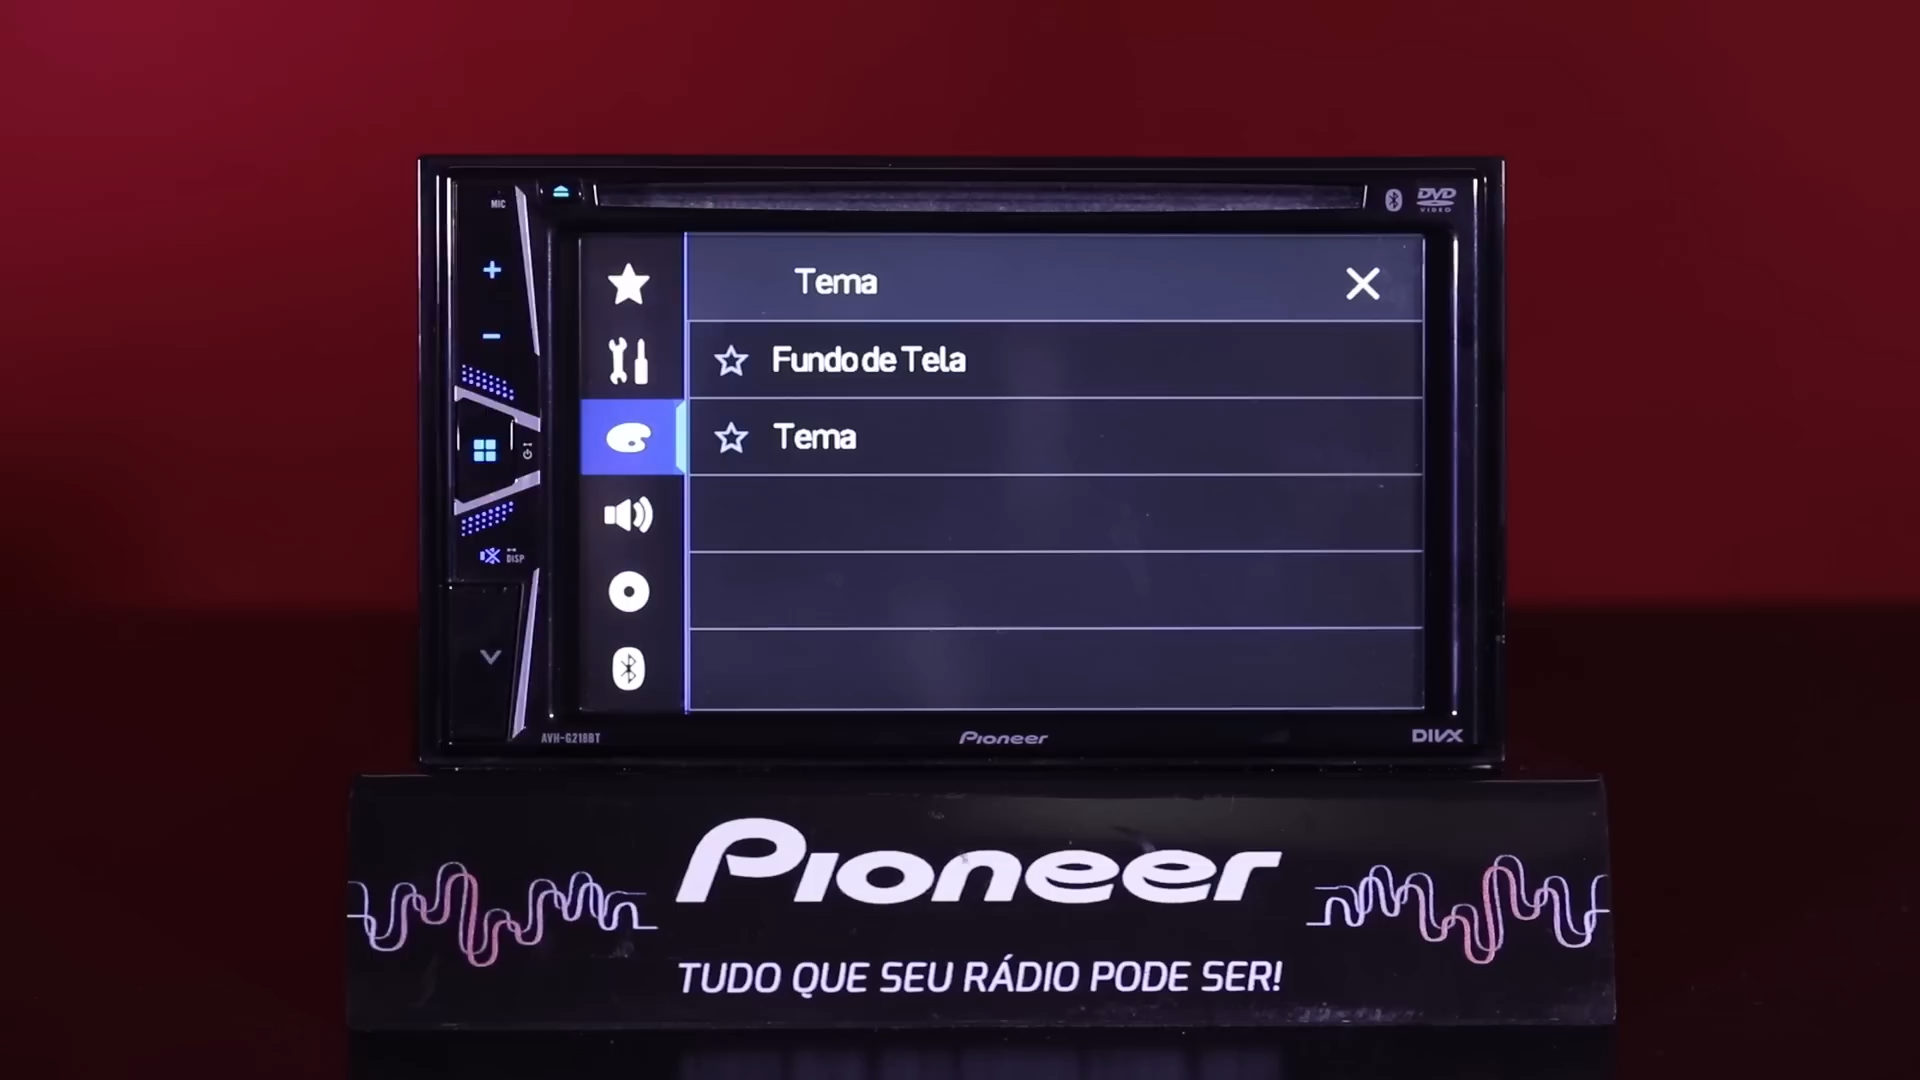 MIC
DVD
VIDEO
Tema
Fundo de Tela
Tema
DISP
AVH-G218BT
Pioneer
DIVX
Pioneer
TUDO QUE SEU RÁDIO PODE SER!